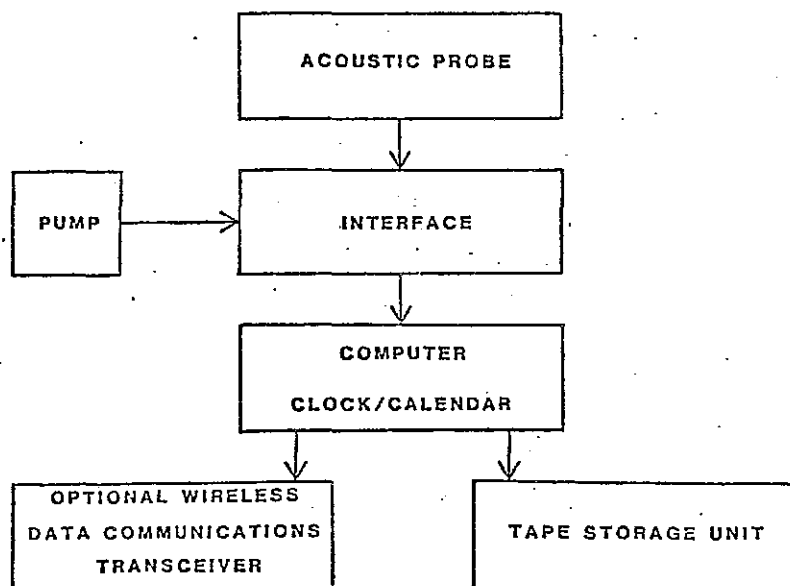 ACOUSTIC PROBE
PUMP
INTERFACE
COMPUTER
CLOCK/CALENDAR
OPTIONAL WIRELESS
DATA COMMUNICATIONS
TRANSCEIVER
TAPE STORAGE UNIT